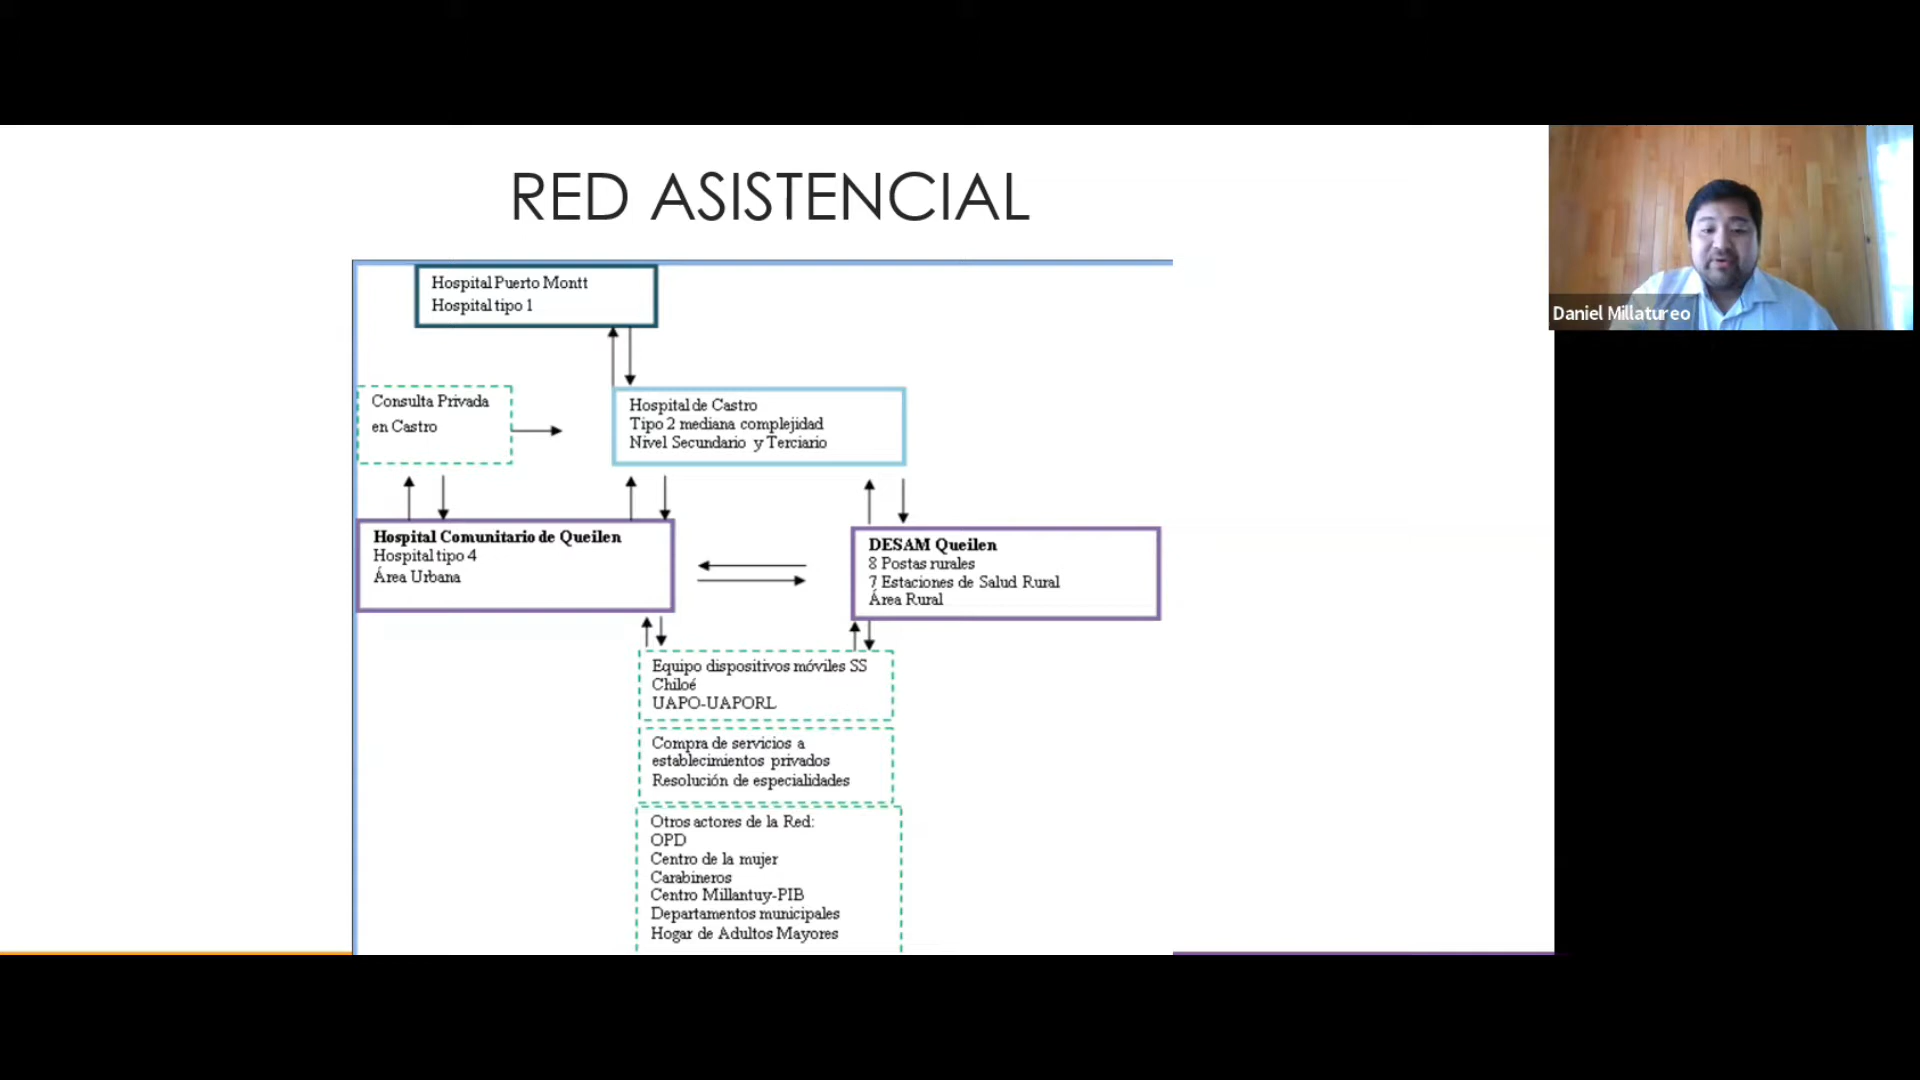 RED ASISTENCIAL
Hospital Puerto Montt
Hospital tipo 1
Consulta Privada
en Castro
Hospital de Castro
Tipo 2 mediana complejidad
Nivel Secundario y Terciario
Hospital Comunitario de Queilen
Hospital tipo 4
Área Urbana
DESAM Queilen
8 Postas rurales
7 Estaciones de Salud Rural
Área Rural
Equipo dispositivos móviles SS
Chiloé
UAPO-UAPORL
Compra de servicios a
establecimientos privados
Resolución de especialidades
Otros actores de la Red:
OPD
Centro de la mujer
Carabineros
Centro Millantuy-PIB
Departamentos municipales
Hogar de Adultos Mayores
Daniel Millatureo